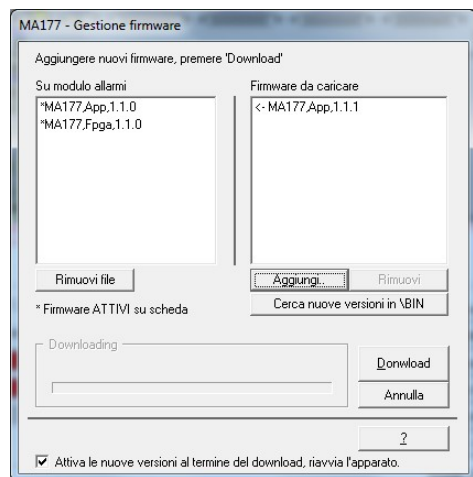 MA177 - Gestione firmware
Aggiungere nuovi firmware, premere 'Download'
Su modulo allarmi
*MA177,App,1.1.0
*MA177,Fpga,1.1.0
Firmware da caricare
<- MA177,App,1.1.1
Rimuovi file
Aggiungi..
Rimuovi
* Firmware ATTIVI su scheda
Cerca nuove versioni in \BIN
Downloading
Donwload
Annulla
?
Attiva le nuove versioni al termine del download, riavvia l'apparato.